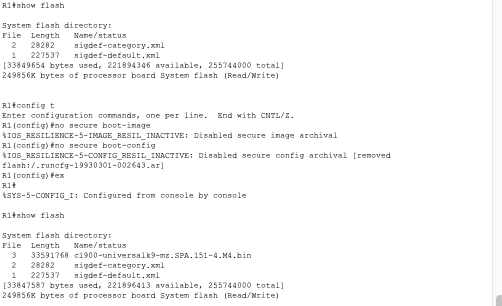 R1#show flash
System flash directory:
File  Length   Name/status
  2   28282    sigdef-category.xml
  1   227537   sigdef-default.xml
[33849654 bytes used, 221894346 available, 255744000 total]
249856K bytes of processor board System flash (Read/Write)
R1#config t
Enter configuration commands, one per line.  End with CNTL/Z.
R1(config)#no secure boot-image
%IOS_RESILIENCE-5-IMAGE_RESIL_INACTIVE: Disabled secure image archival
R1(config)#no secure boot-config
%IOS_RESILIENCE-5-CONFIG_RESIL_INACTIVE: Disabled secure config archival [removed
flash:/.runcfg-19930301-002643.ar]
R1(config)#ex
R1#
%SYS-5-CONFIG_I: Configured from console by console
R1#show flash
System flash directory:
File  Length   Name/status
  3   33591768 c1900-universalk9-mz.SPA.151-4.M4.bin
  2   28282    sigdef-category.xml
  1   227537   sigdef-default.xml
[33847587 bytes used, 221896413 available, 255744000 total]
249856K bytes of processor board System flash (Read/Write)